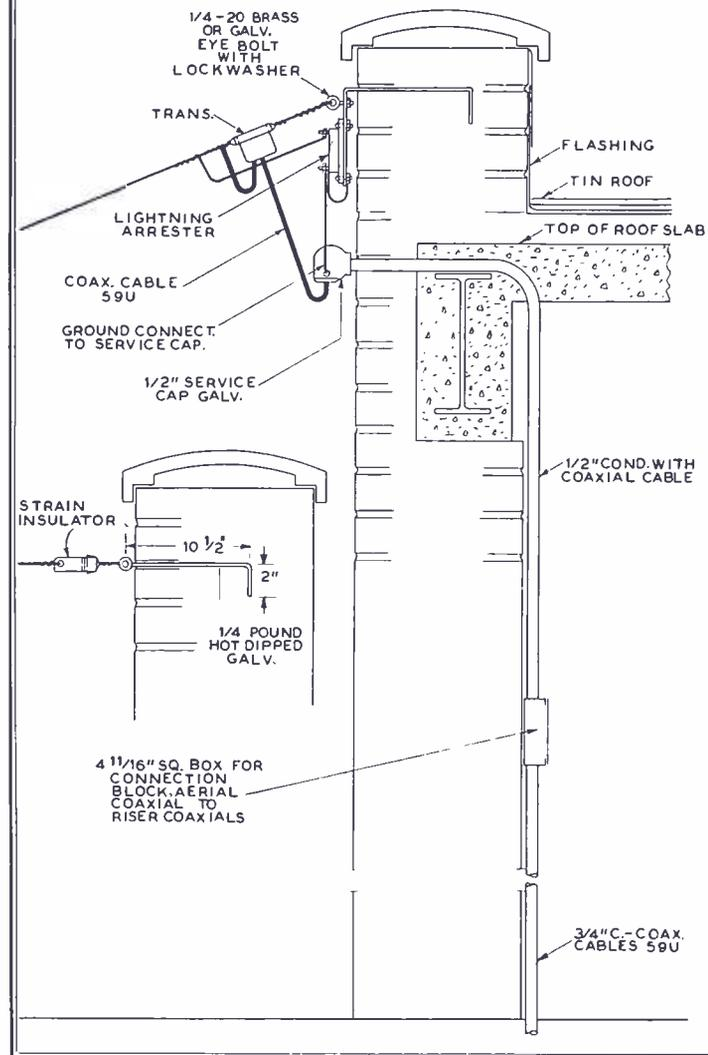 1/4-20 BRASS
OR GALV.
EYE BOLT
WITH
LOCKWASHER
TRANS.
FLASHING
TIN ROOF
LIGHTNING
ARRESTER
TOP OF ROOF SLAB
COAX. CABLE
59U
GROUND CONNECT.
TO SERVICE CAP.
1/2" SERVICE
CAP GALV.
1/2" COND. WITH
COAXIAL CABLE
STRAIN
INSULATOR
10 1/2"
2"
1/4 POUND
HOT DIPPED
GALV.
4 11/16" SQ. BOX FOR
CONNECTION
BLOCK, AERIAL
COAXIAL TO
RISER COAXIALS
3/4" C.-COAX.
CABLES 59U